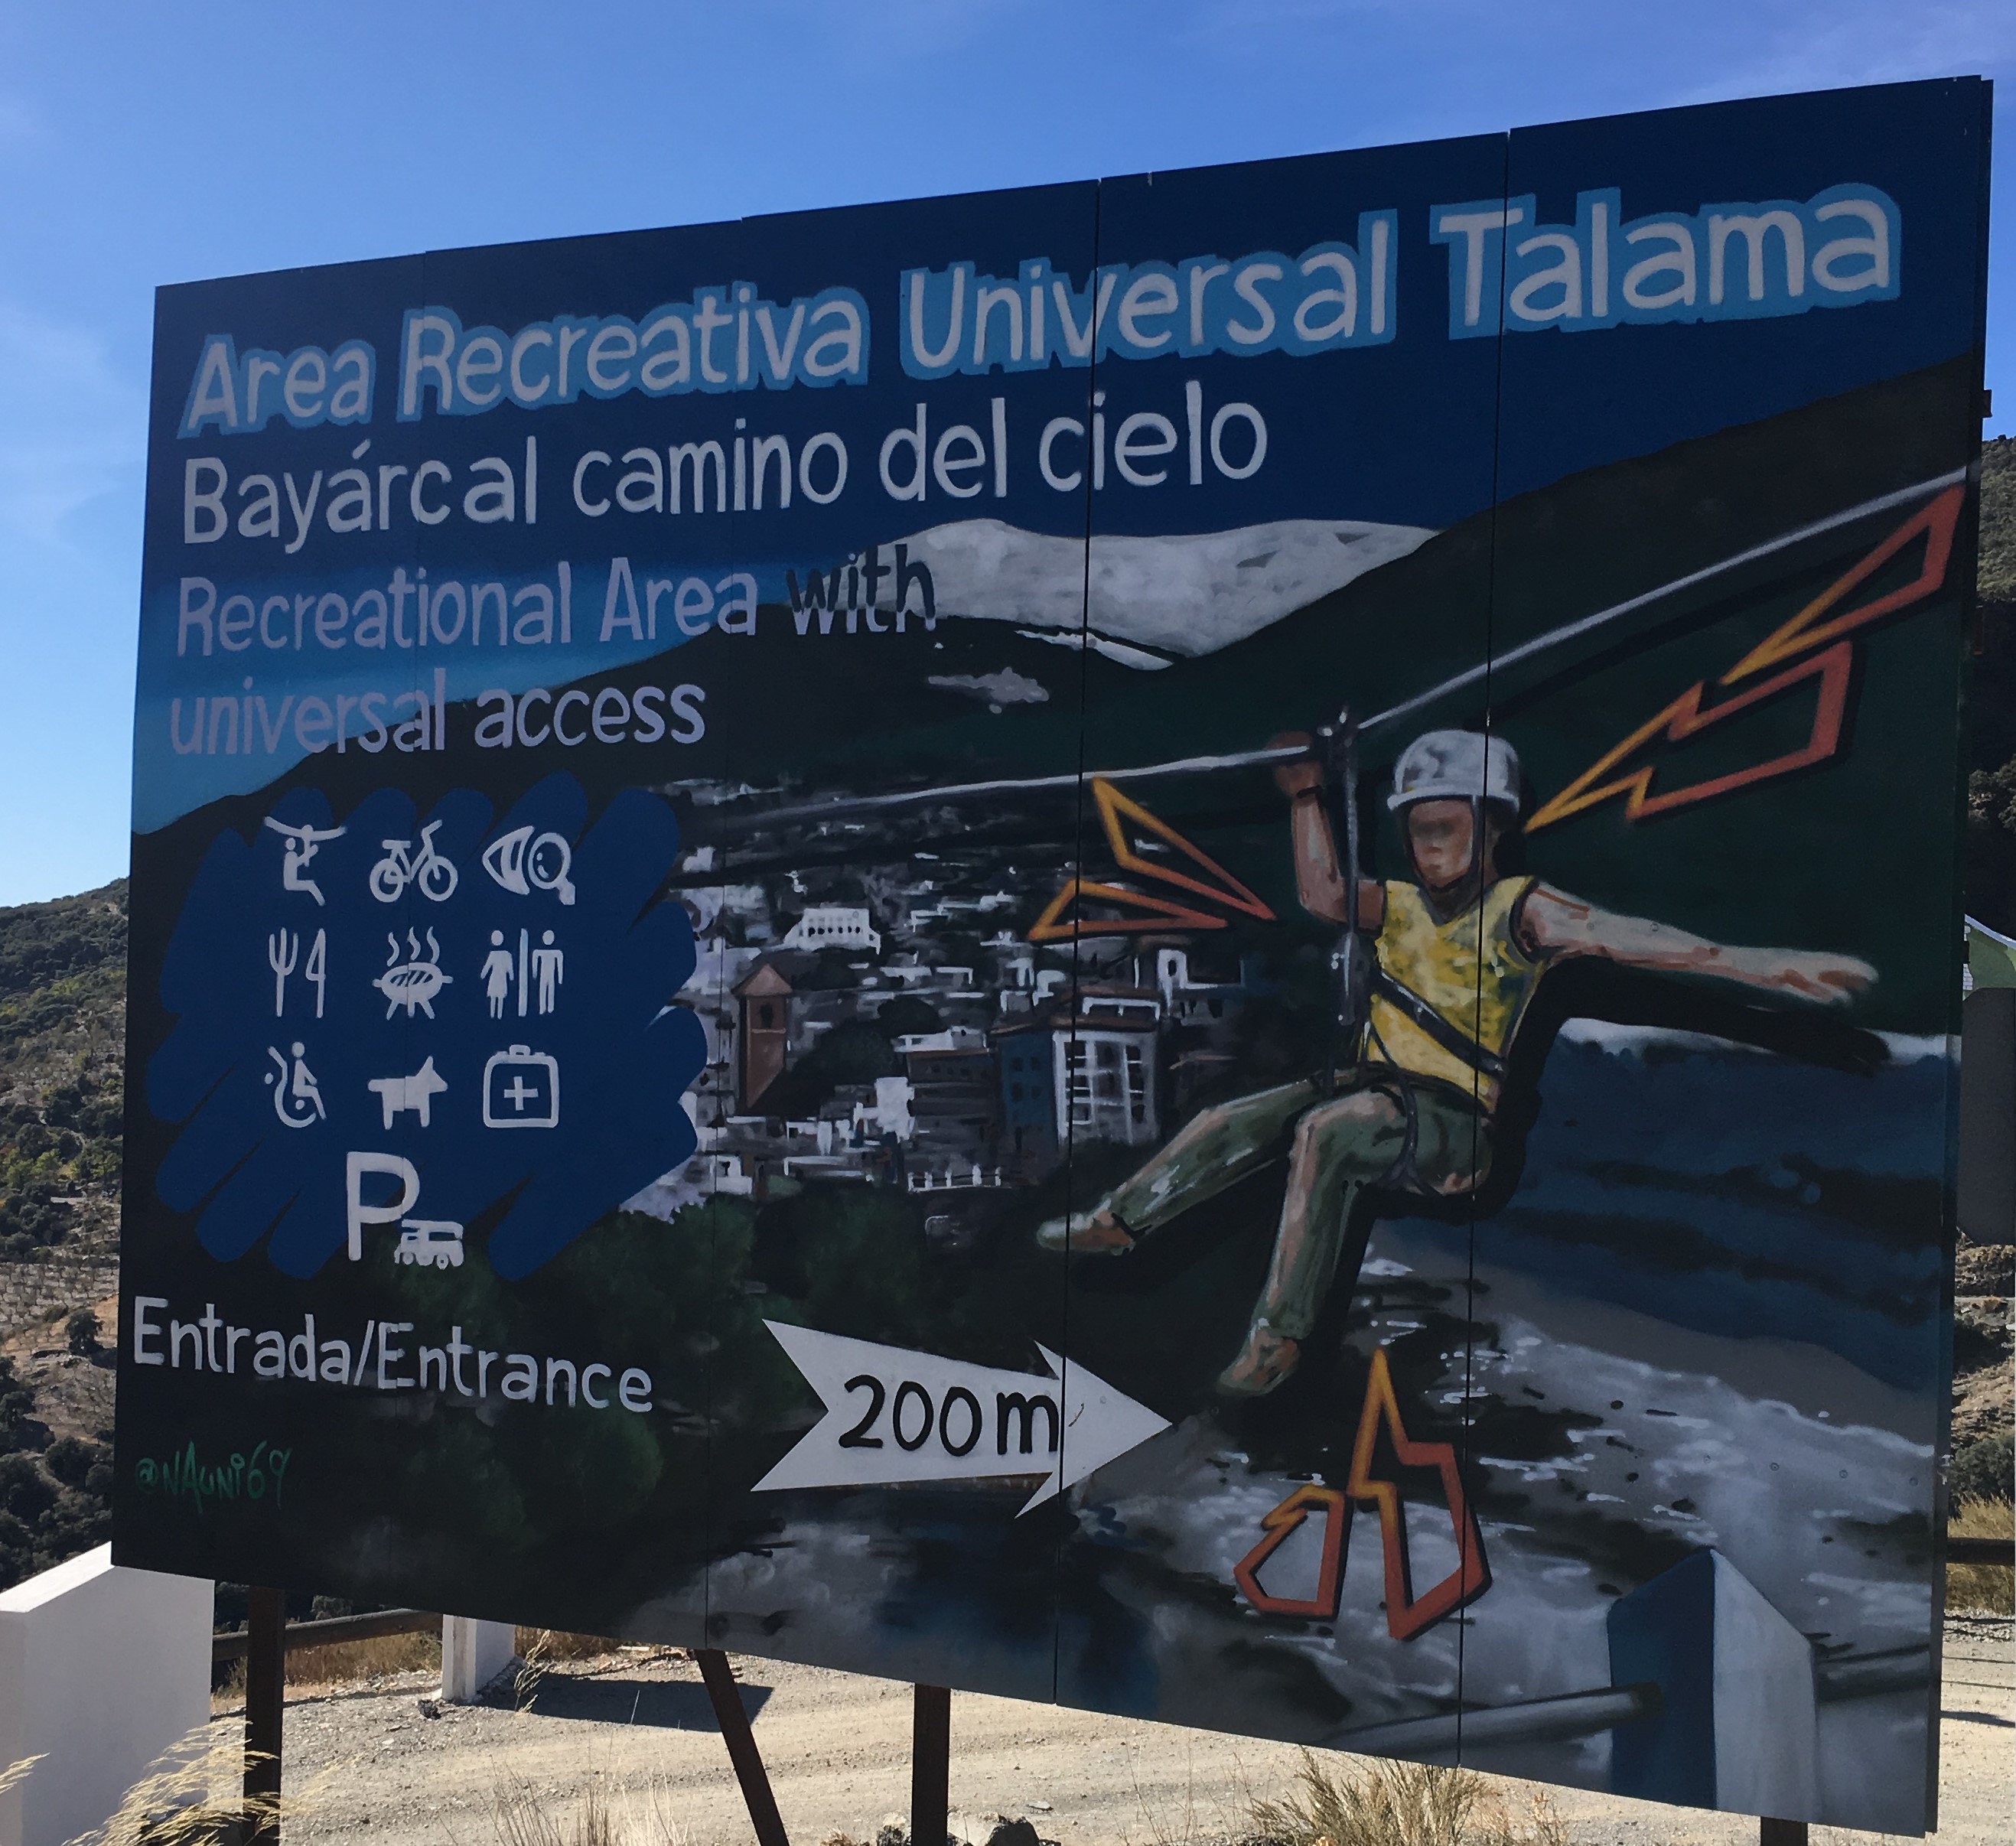 Area Recreativa Universal Talama
Bayárcal camino del cielo
Recreational Area with
universal access
P
Entrada/Entrance
200m
@NAuNi69